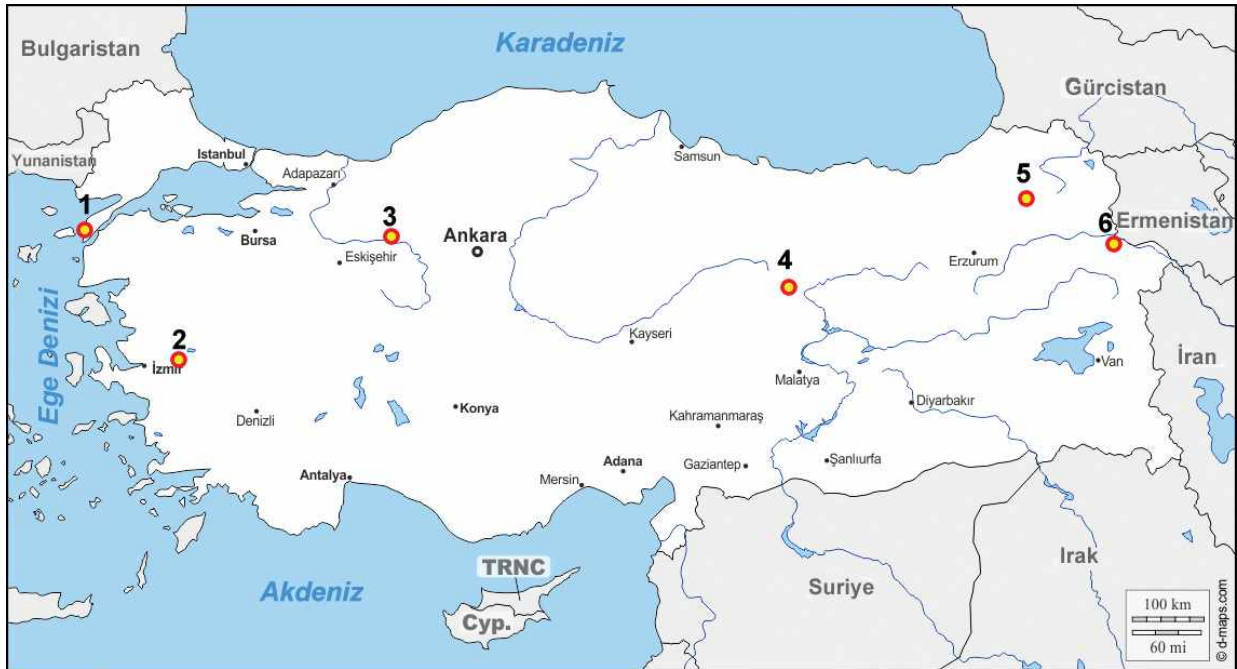 Bulgaristan
Karadeniz
Gürcistan
Yunanistan
Istanbul
Adapazarı
Samsun
1
Bursa
3
Ankara
Eskişehir
5
Ermenistan
6
Erzurum
4
Ege Denizi
2
İzmir
Kayseri
Van
İran
Malatya
Denizli
Konya
Diyarbakır
Kahramanmaraş
Antalya
Mersin
Adana
Gaziantep
Şanlıurfa
TRNC
Cyp.
Akdeniz
Suriye
Irak
100 km
60 mi
© d-maps.com